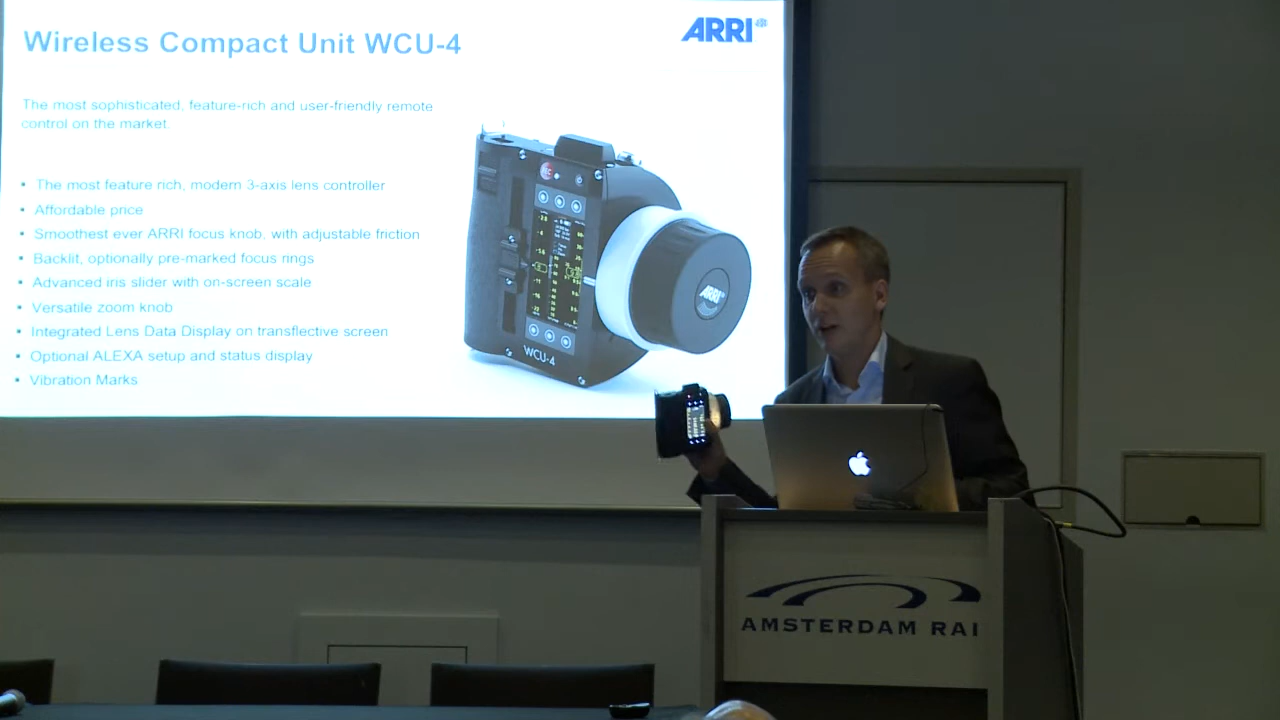 Wireless Compact Unit WCU-4
ARRI
The most sophisticated, feature-rich and user-friendly remote
control on the market.
• The most feature rich, modern 3-axis lens controller
• Affordable price
• Smoothest ever ARRI focus knob, with adjustable friction
• Backlit, optionally pre-marked focus rings
• Advanced iris slider with on-screen scale
• Versatile zoom knob
• Integrated Lens Data Display on transflective screen
• Optional ALEXA setup and status display
• Vibration Marks
ARRI
WCU-4
AMSTERDAM RAI